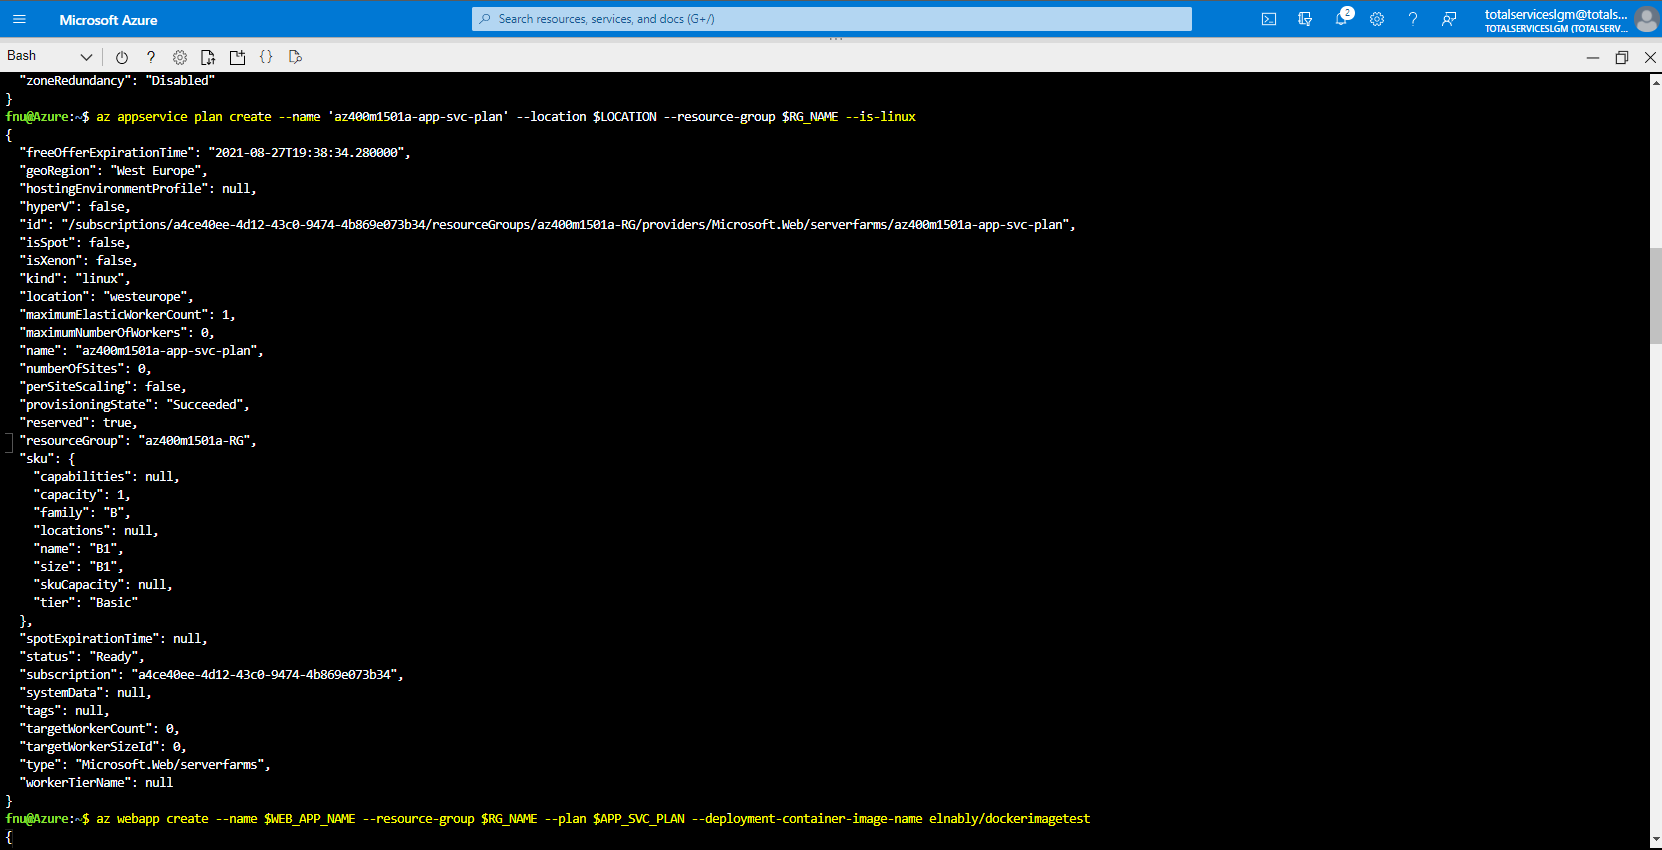 Microsoft Azure
Search resources, services, and docs (G+/)
2
totalserviceslgm@totals...
TOTALSERVICESLGM (TOTALSERV...
Bash
"zoneRedundancy": "Disabled"
}
fnu@Azure:~$ az appservice plan create --name 'az400m1501a-app-svc-plan' --location $LOCATION --resource-group $RG_NAME --is-linux
{
"freeOfferExpirationTime": "2021-08-27T19:38:34.280000",
"geoRegion": "West Europe",
"hostingEnvironmentProfile": null,
"hyperV": false,
"id": "/subscriptions/a4ce40ee-4d12-43c0-9474-4b869e073b34/resourceGroups/az400m1501a-RG/providers/Microsoft.Web/serverfarms/az400m1501a-app-svc-plan",
"isSpot": false,
"isXenon": false,
"kind": "linux",
"location": "westeurope",
"maximumElasticWorkerCount": 1,
"maximumNumberOfWorkers": 0,
"name": "az400m1501a-app-svc-plan",
"numberOfSites": 0,
"perSiteScaling": false,
"provisioningState": "Succeeded",
"reserved": true,
"resourceGroup": "az400m1501a-RG",
"sku": {
"capabilities": null,
"capacity": 1,
"family": "B",
"locations": null,
"name": "B1",
"size": "B1",
"skuCapacity": null,
"tier": "Basic"
},
"spotExpirationTime": null,
"status": "Ready",
"subscription": "a4ce40ee-4d12-43c0-9474-4b869e073b34",
"systemData": null,
"tags": null,
"targetWorkerCount": 0,
"targetWorkerSizeId": 0,
"type": "Microsoft.Web/serverfarms",
"workerTierName": null
}
fnu@Azure:~$ az webapp create --name $WEB_APP_NAME --resource-group $RG_NAME --plan $APP_SVC_PLAN --deployment-container-image-name elnably/dockerimagetest
{